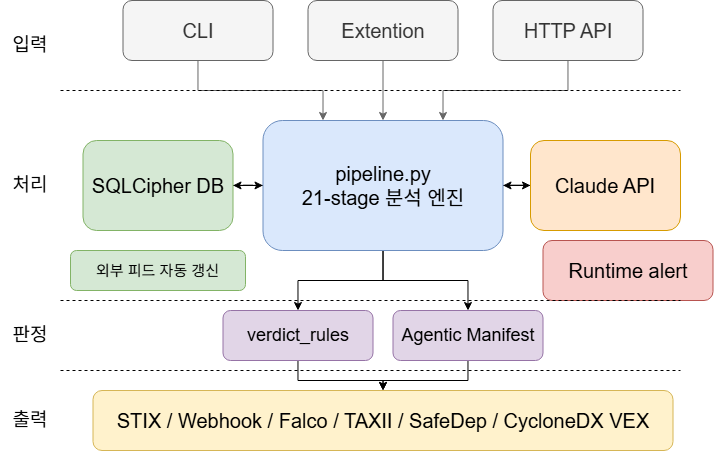 입력
CLI
Extention
HTTP API
처리
SQLCipher DB
pipeline.py
21-stage 분석 엔진
Claude API
외부 피드 자동 갱신
Runtime alert
판정
verdict_rules
Agentic Manifest
출력
STIX / Webhook / Falco / TAXII / SafeDep / CycloneDX VEX